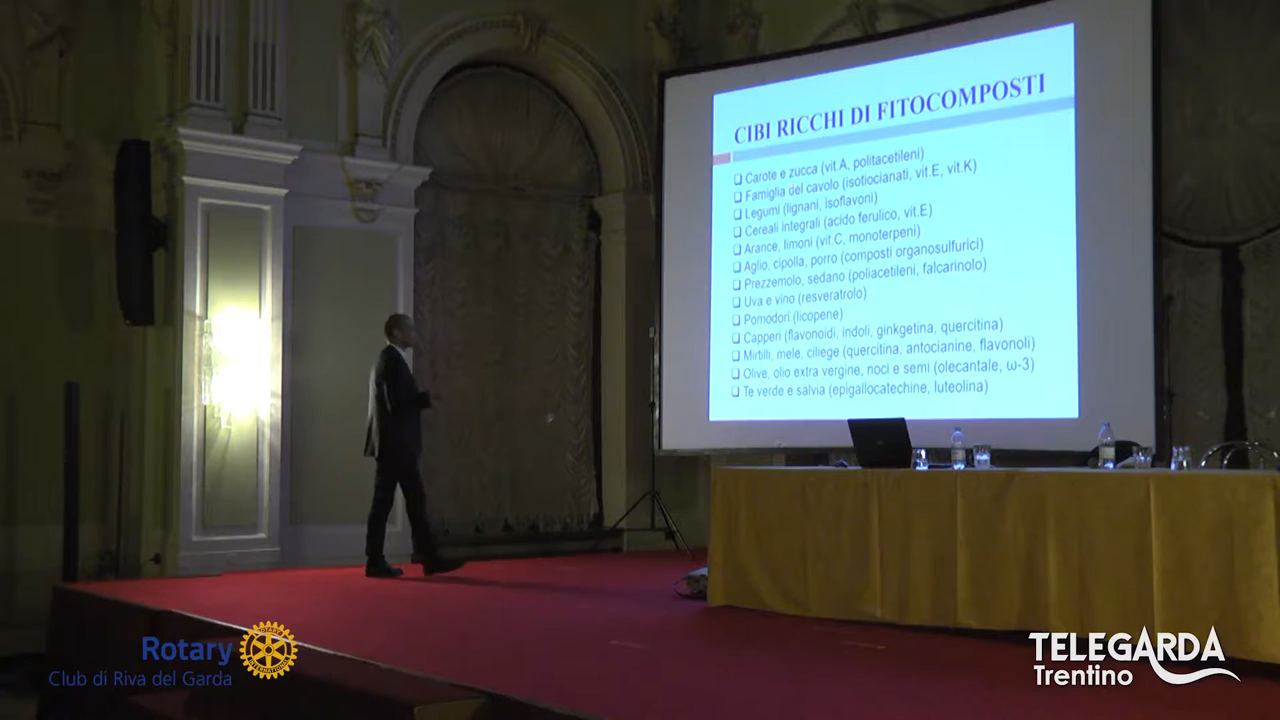 CIBI RICCHI DI FITOCOMPOSTI
❑ Carote e zucca (vit.A, politacetileni)
❑ Famiglia del cavolo (isotiocianati, vit.E, vit.K)
❑ Legumi (lignani, isoflavoni)
❑ Cereali integrali (acido ferulico, vit.E)
❑ Arance, limoni (vit.C, monoterpeni)
❑ Aglio, cipolla, porro (composti organosulfurici)
❑ Prezzemolo, sedano (poliacetileni, falcarinolo)
❑ Uva e vino (resveratrolo)
❑ Pomodori (licopene)
❑ Capperi (flavonoidi, indoli, ginkgetina, quercitina)
❑ Mirtilli, mele, ciliege (quercitina, antocianine, flavonoli)
❑ Olive, olio extra vergine, noci e semi (olecantale, ω-3)
❑ Te verde e salvia (epigallocatechine, luteolina)
Rotary
Club di Riva del Garda
ROTARY
INTERNATIONAL
TELEGARDA
Trentino